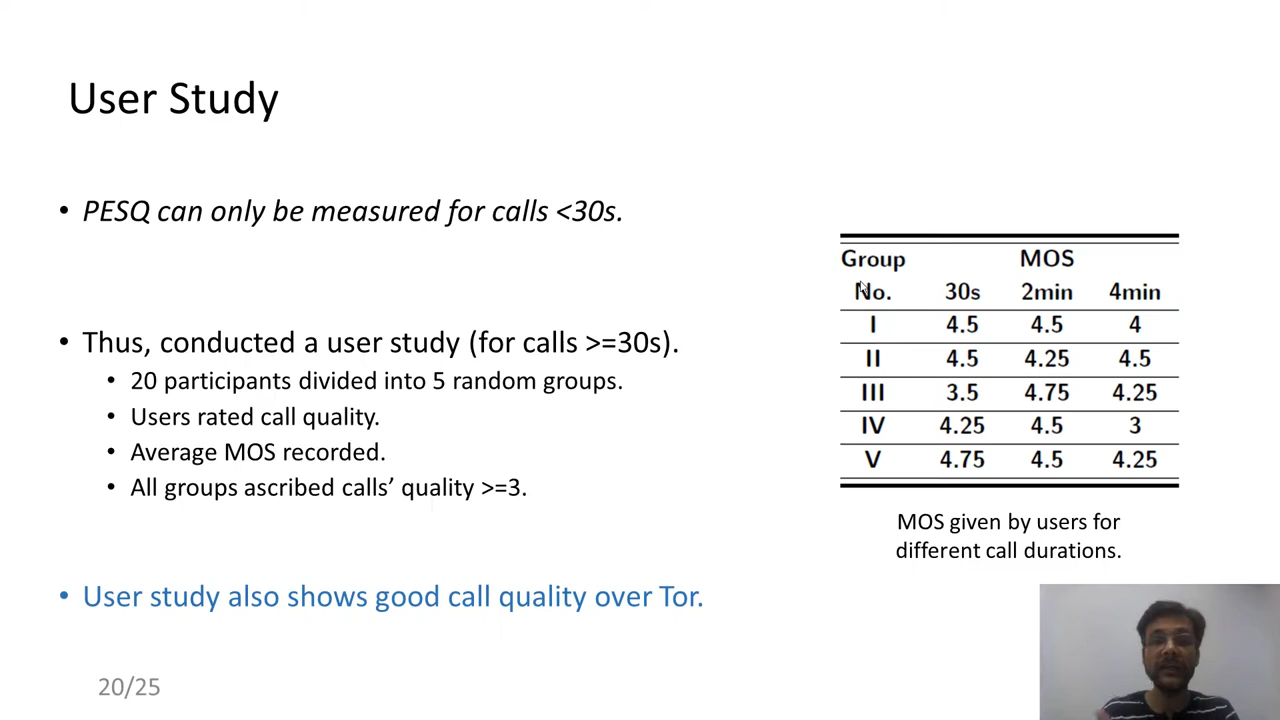 User Study
• PESQ can only be measured for calls <30s.
• Thus, conducted a user study (for calls >=30s).
• 20 participants divided into 5 random groups.
• Users rated call quality.
• Average MOS recorded.
• All groups ascribed calls’ quality >=3.
• User study also shows good call quality over Tor.
Group MOS
No. 30s 2min 4min
I 4.5 4.5 4
II 4.5 4.25 4.5
III 3.5 4.75 4.25
IV 4.25 4.5 3
V 4.75 4.5 4.25
MOS given by users for
different call durations.
20/25